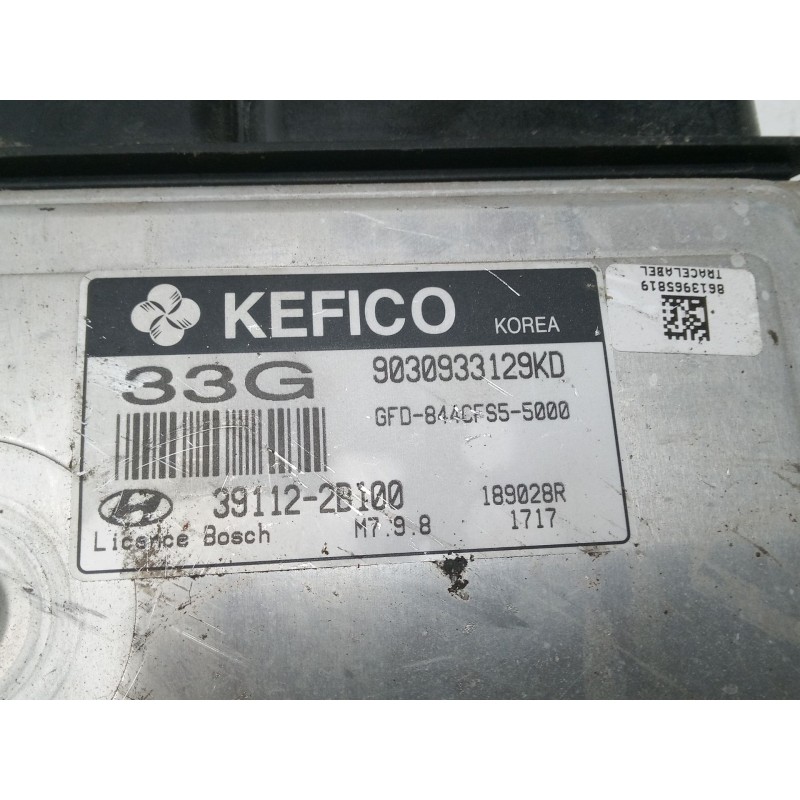 KEFICO KOREA
8613965819
TRACELABEL
33G 9030933129KD
GFD-844CFS5-5000
39112-2B100 189028R
Licence Bosch M7.9.8 1717